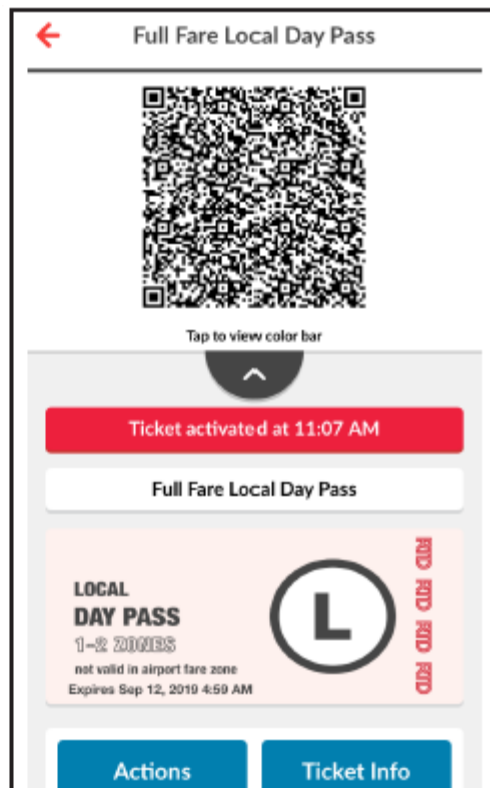 Full Fare Local Day Pass
Tap to view color bar
Ticket activated at 11:07 AM
Full Fare Local Day Pass
LOCAL
DAY PASS
1-2 ZONES
not valid in airport fare zone
Expires Sep 12, 2019 4:59 AM
L
RTD RTD RTD RTD
Actions
Ticket Info